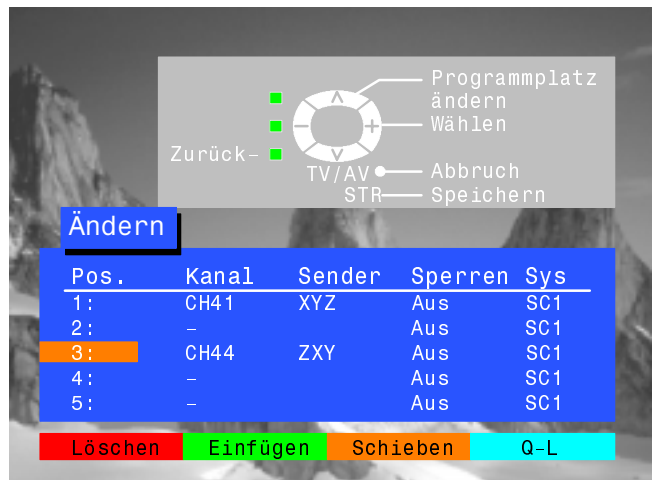 Programmplatz
ändern
Wählen
Zurück–
TV/AV Abbruch
STR Speichern
Ändern
Pos. Kanal Sender Sperren Sys
1: CH41 XYZ Aus SC1
2: – Aus SC1
3: CH44 ZXY Aus SC1
4: – Aus SC1
5: – Aus SC1
Löschen Einfügen Schieben Q–L